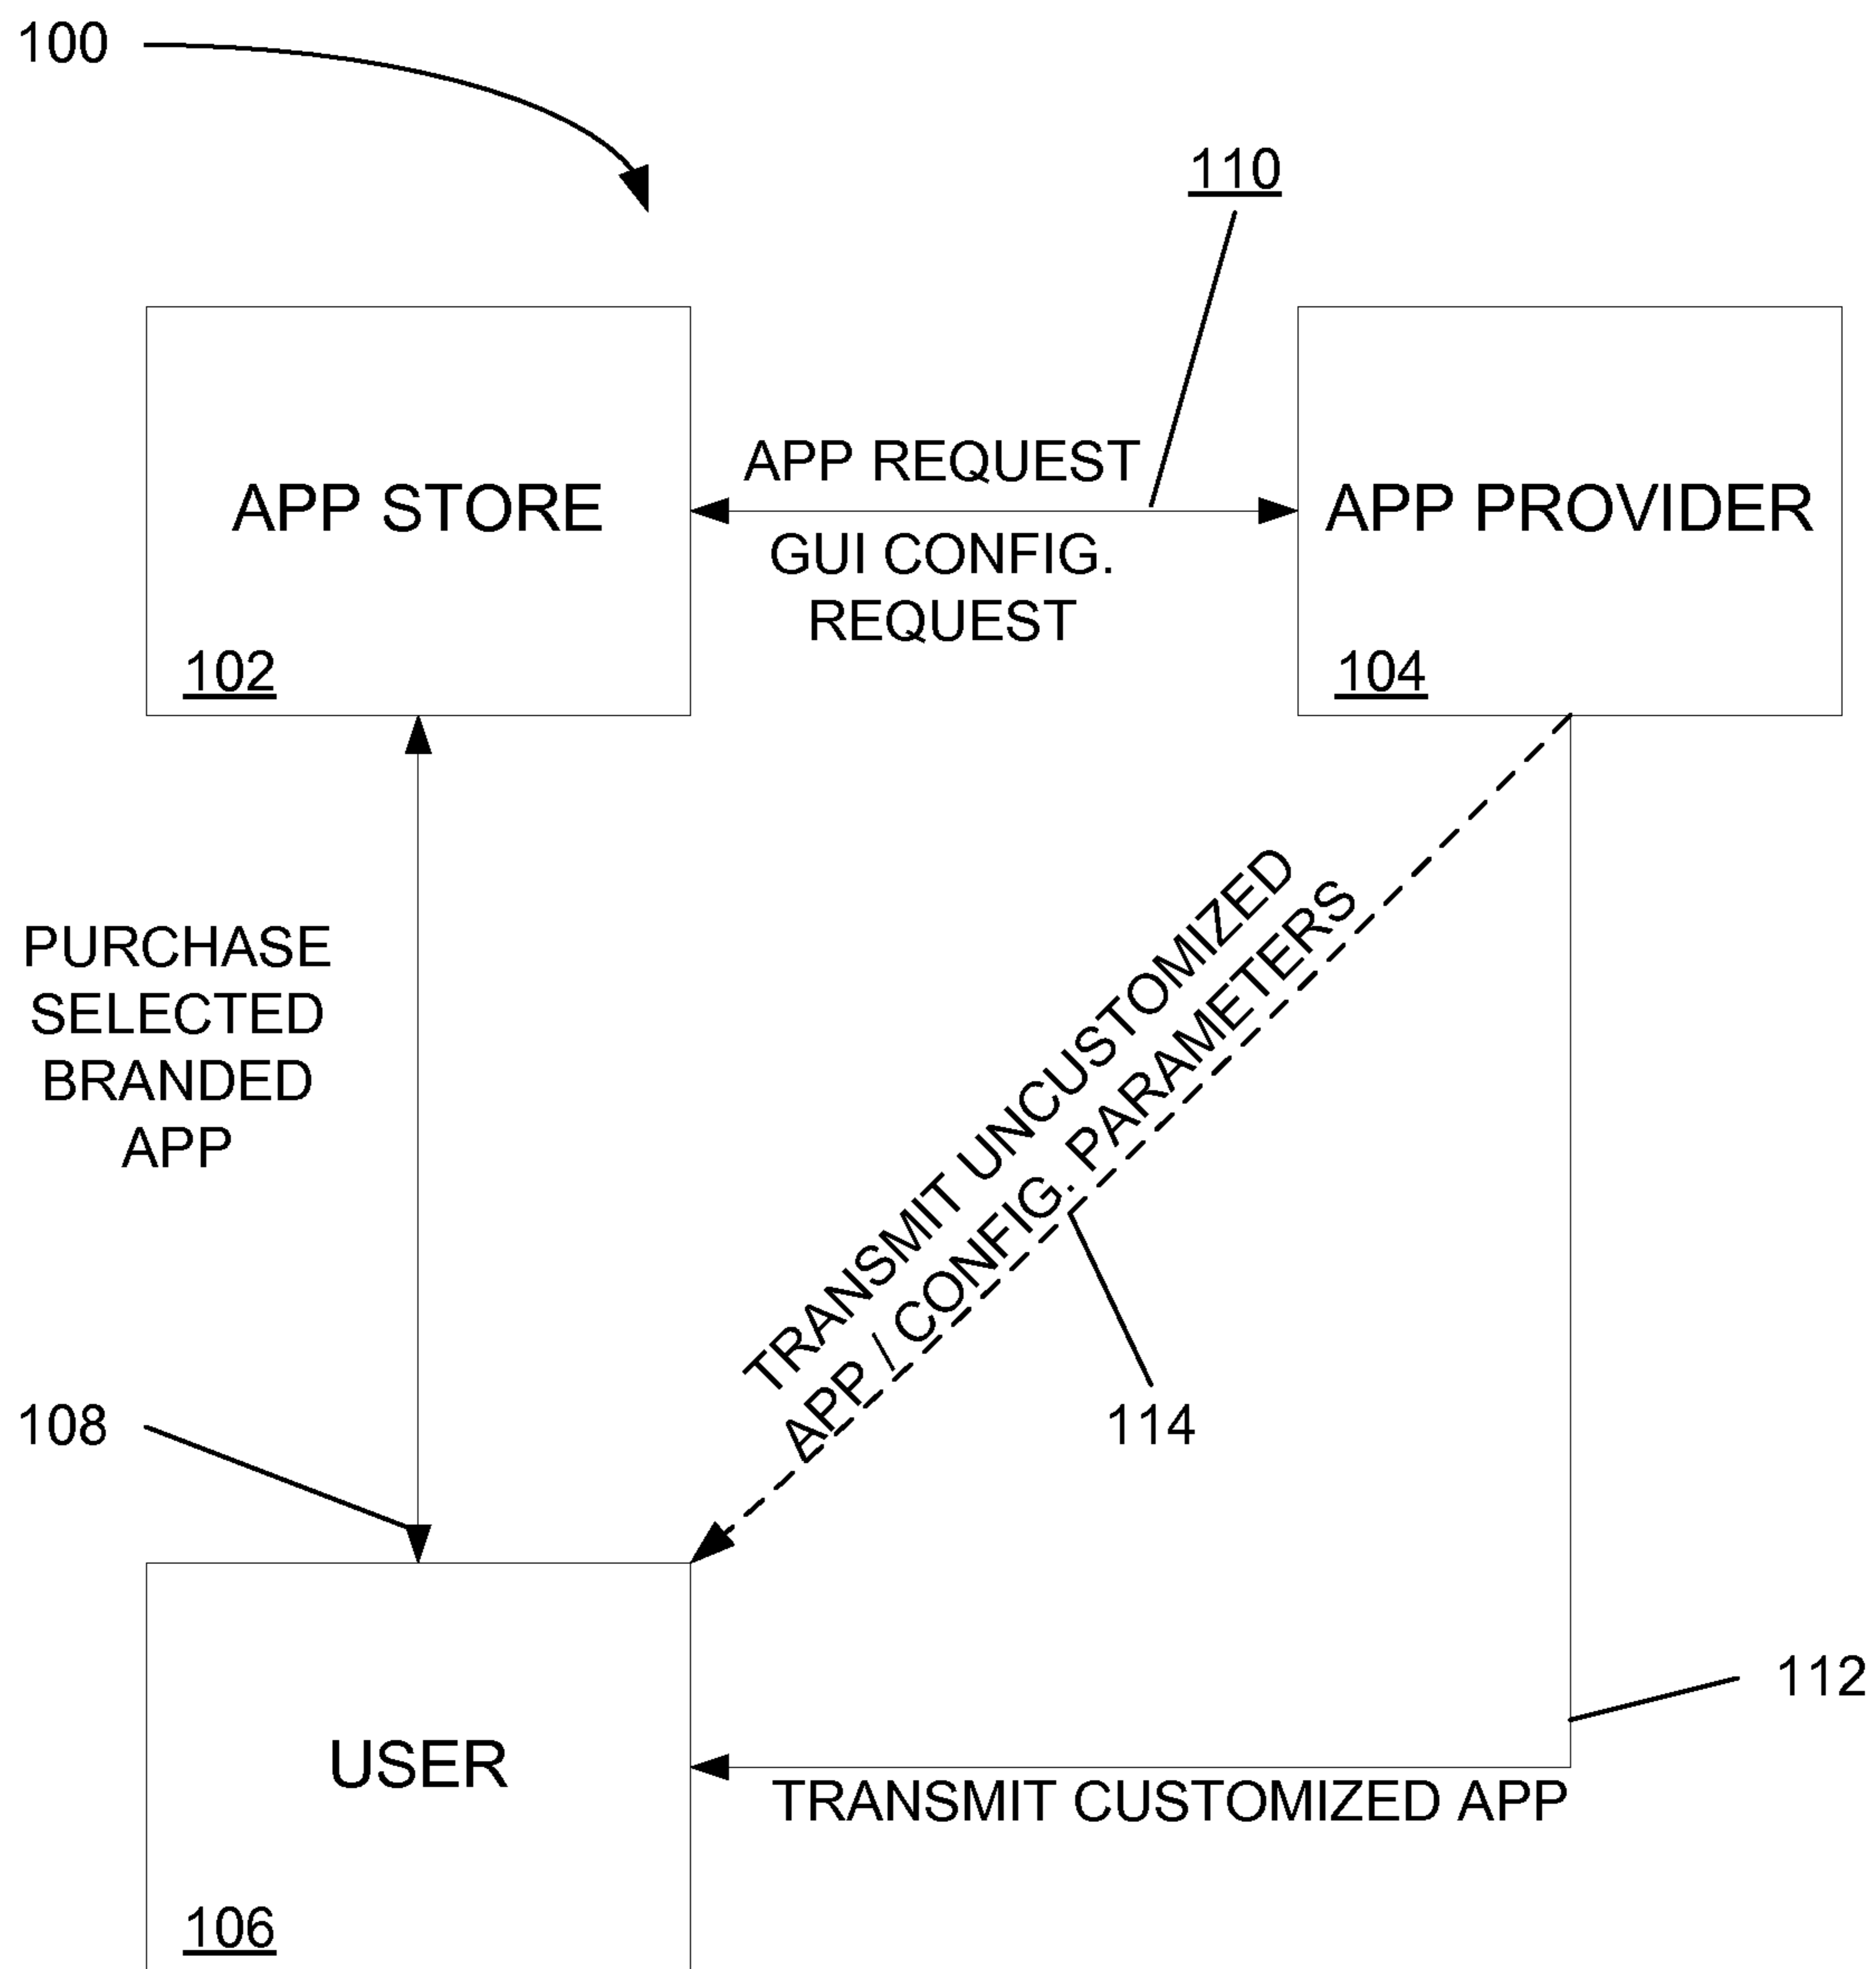 100
110
APP REQUEST
APP STORE
APP PROVIDER
GUI CONFIG.
REQUEST
102
104
PURCHASE
SELECTED
BRANDED
APP
TRANSMIT UNCUSTOMIZED
APP / CONFIG. PARAMETERS
108
114
112
USER
TRANSMIT CUSTOMIZED APP
106